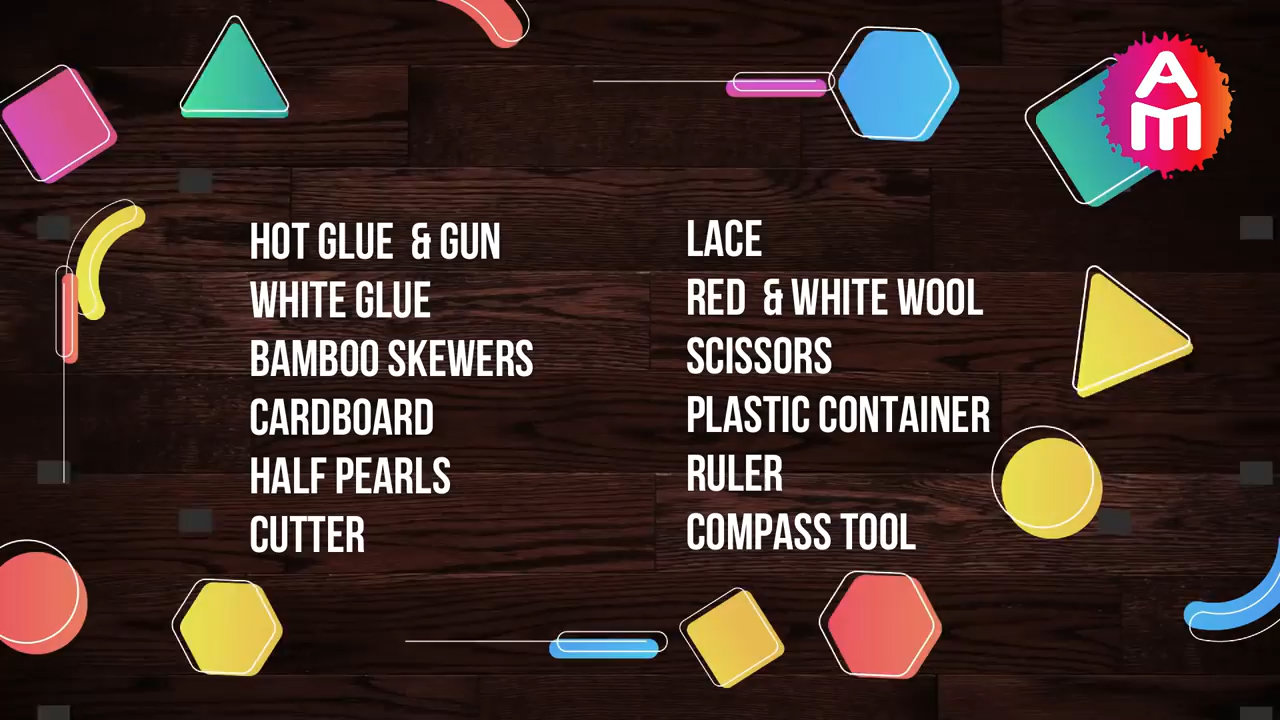 A
M
HOT GLUE & GUN
WHITE GLUE
BAMBOO SKEWERS
CARDBOARD
HALF PEARLS
CUTTER
LACE
RED & WHITE WOOL
SCISSORS
PLASTIC CONTAINER
RULER
COMPASS TOOL